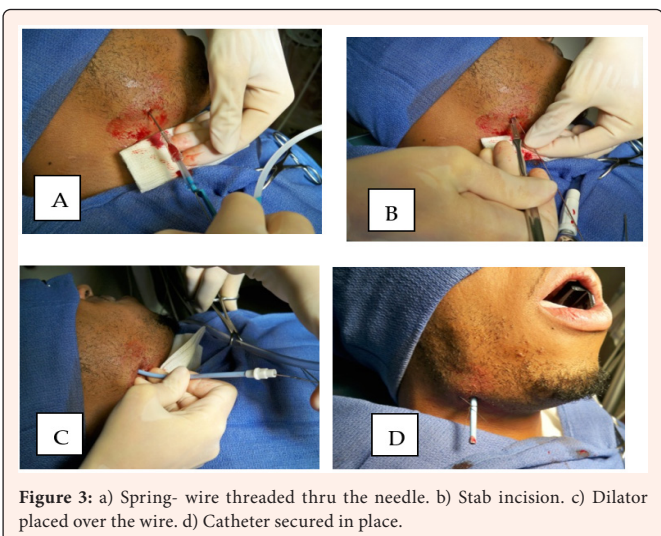 A
B
C
D
Figure 3: a) Spring- wire threaded thru the needle. b) Stab incision. c) Dilator
placed over the wire. d) Catheter secured in place.